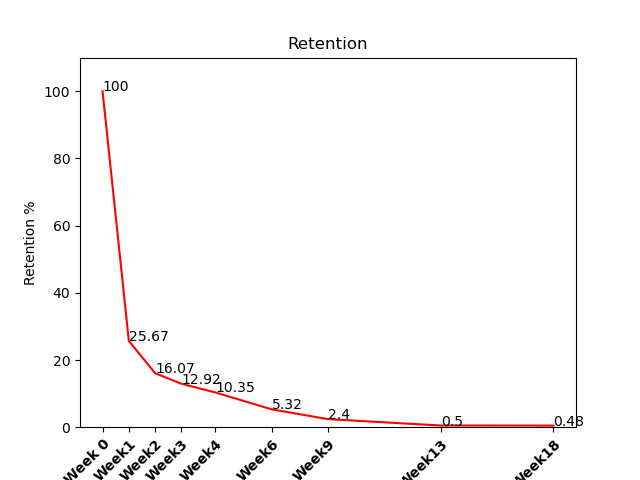 Retention
Retention %
100
80
60
40
20
0
100
25.67
16.07
12.92
10.35
5.32
2.4
0.5
0.48
Week 0
Week1
Week2
Week3
Week4
Week6
Week9
Week13
Week18